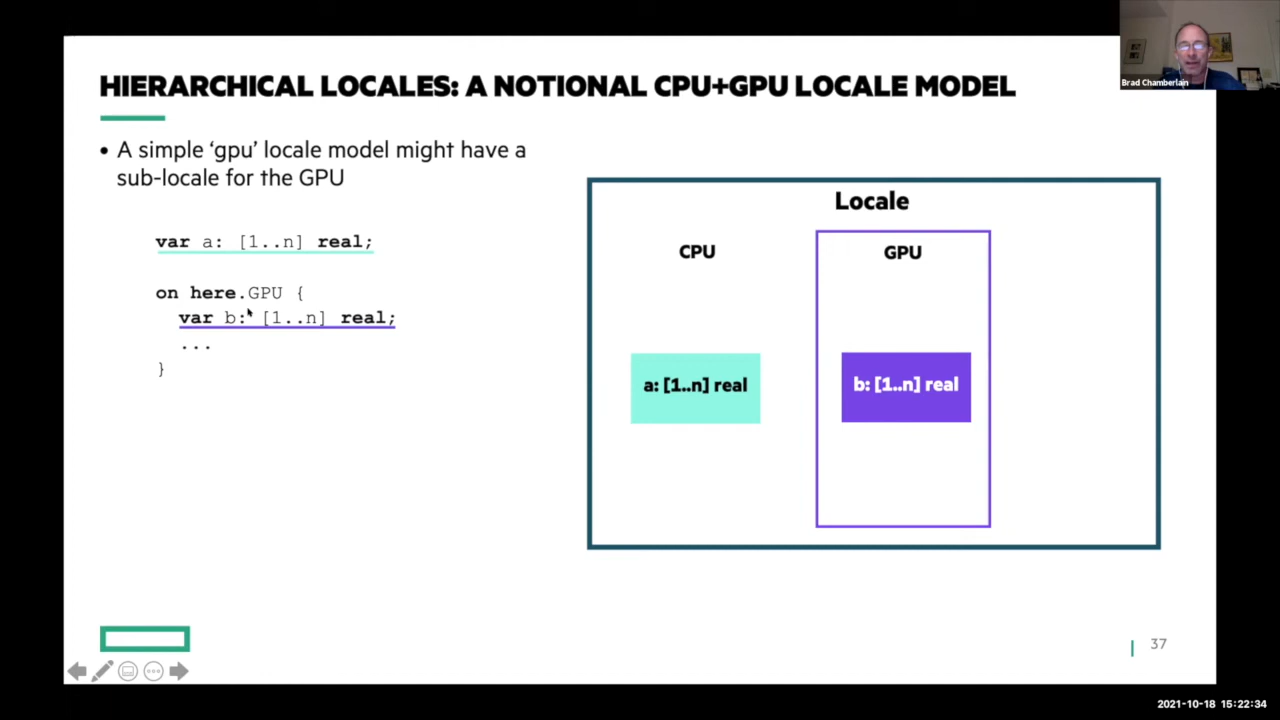 HIERARCHICAL LOCALES: A NOTIONAL CPU+GPU LOCALE MODEL
Brad Chamberlain
• A simple ‘gpu’ locale model might have a
sub-locale for the GPU
var a: [1..n] real;
on here.GPU {
var b: [1..n] real;
...
}
Locale
CPU
GPU
a: [1..n] real
b: [1..n] real
37
2021-10-18 15:22:34